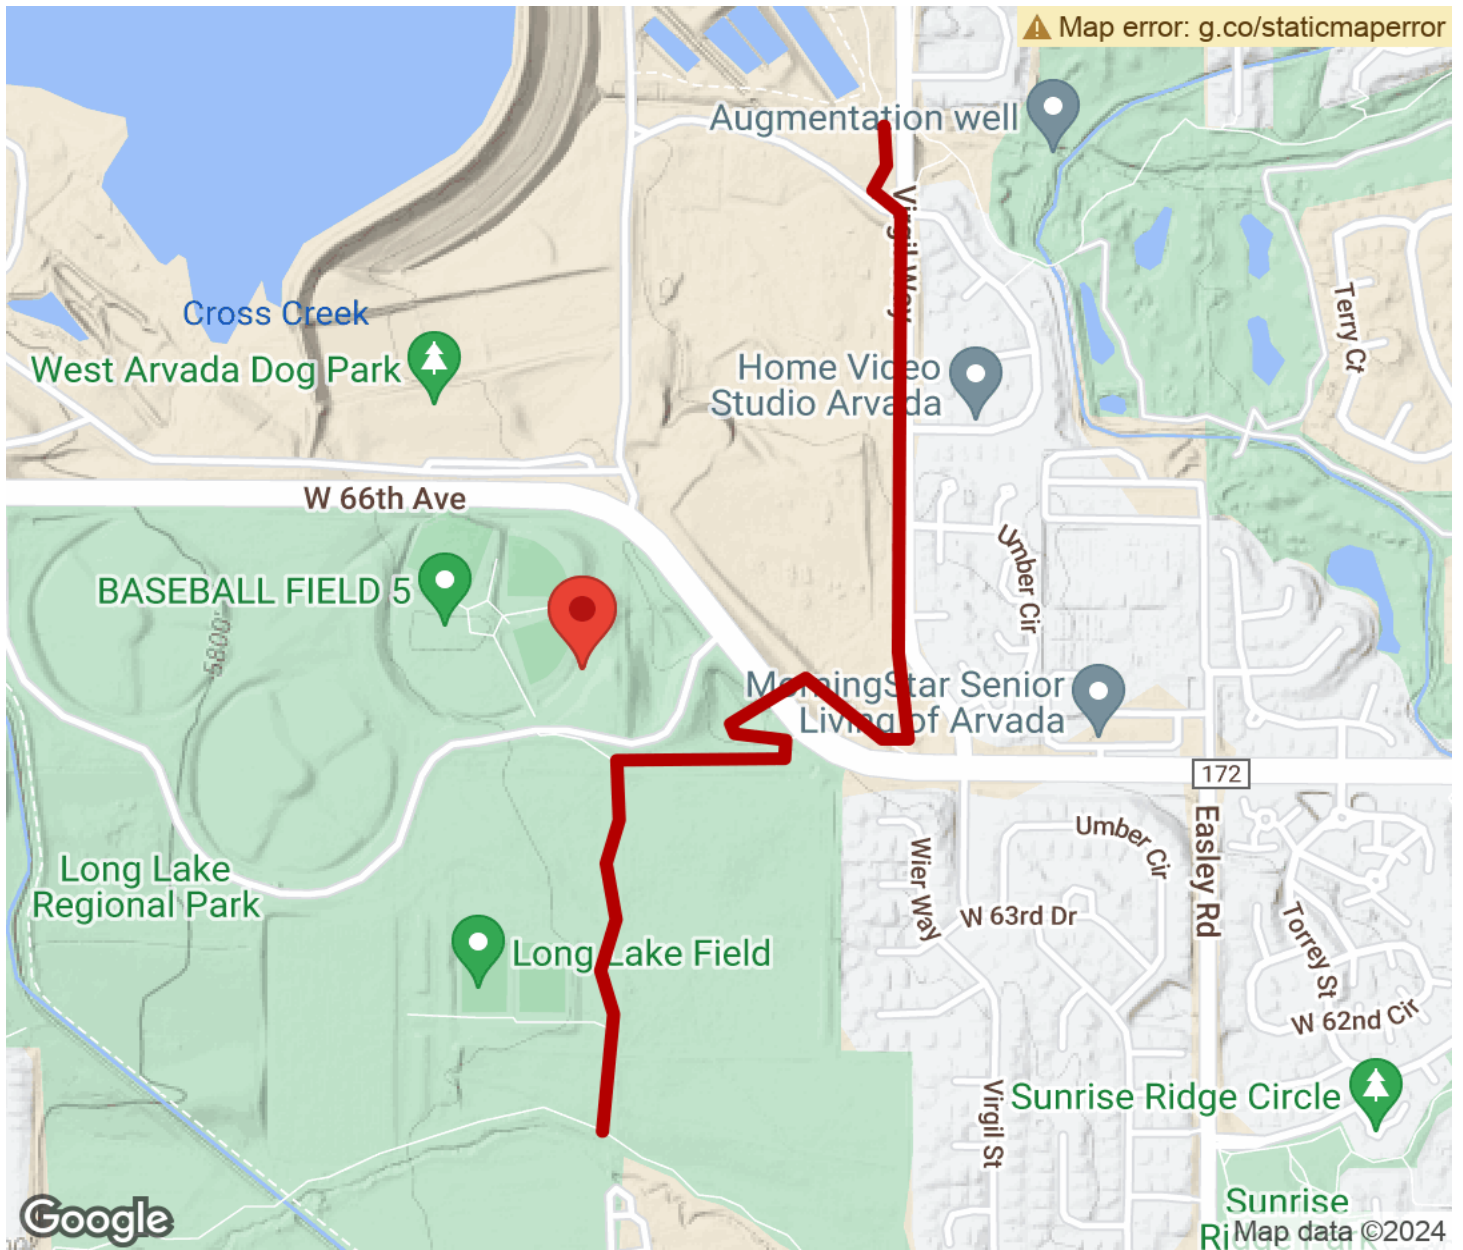 Map error: g.co/staticmaperror
Augmentation well
Virgil Way
Cross Creek
West Arvada Dog Park
Terry Ct
Home Video
Studio Arvada
W 66th Ave
BASEBALL FIELD 5
Umber Cir
5800'
MorningStar Senior
Living of Arvada
172
Long Lake
Regional Park
Wier Way
Umber Cir
Easley Rd
W 63rd Dr
Torrey St
Long Lake Field
W 62nd Cir
Virgil St
Sunrise Ridge Circle
Sunrise
Google
Map data ©2024